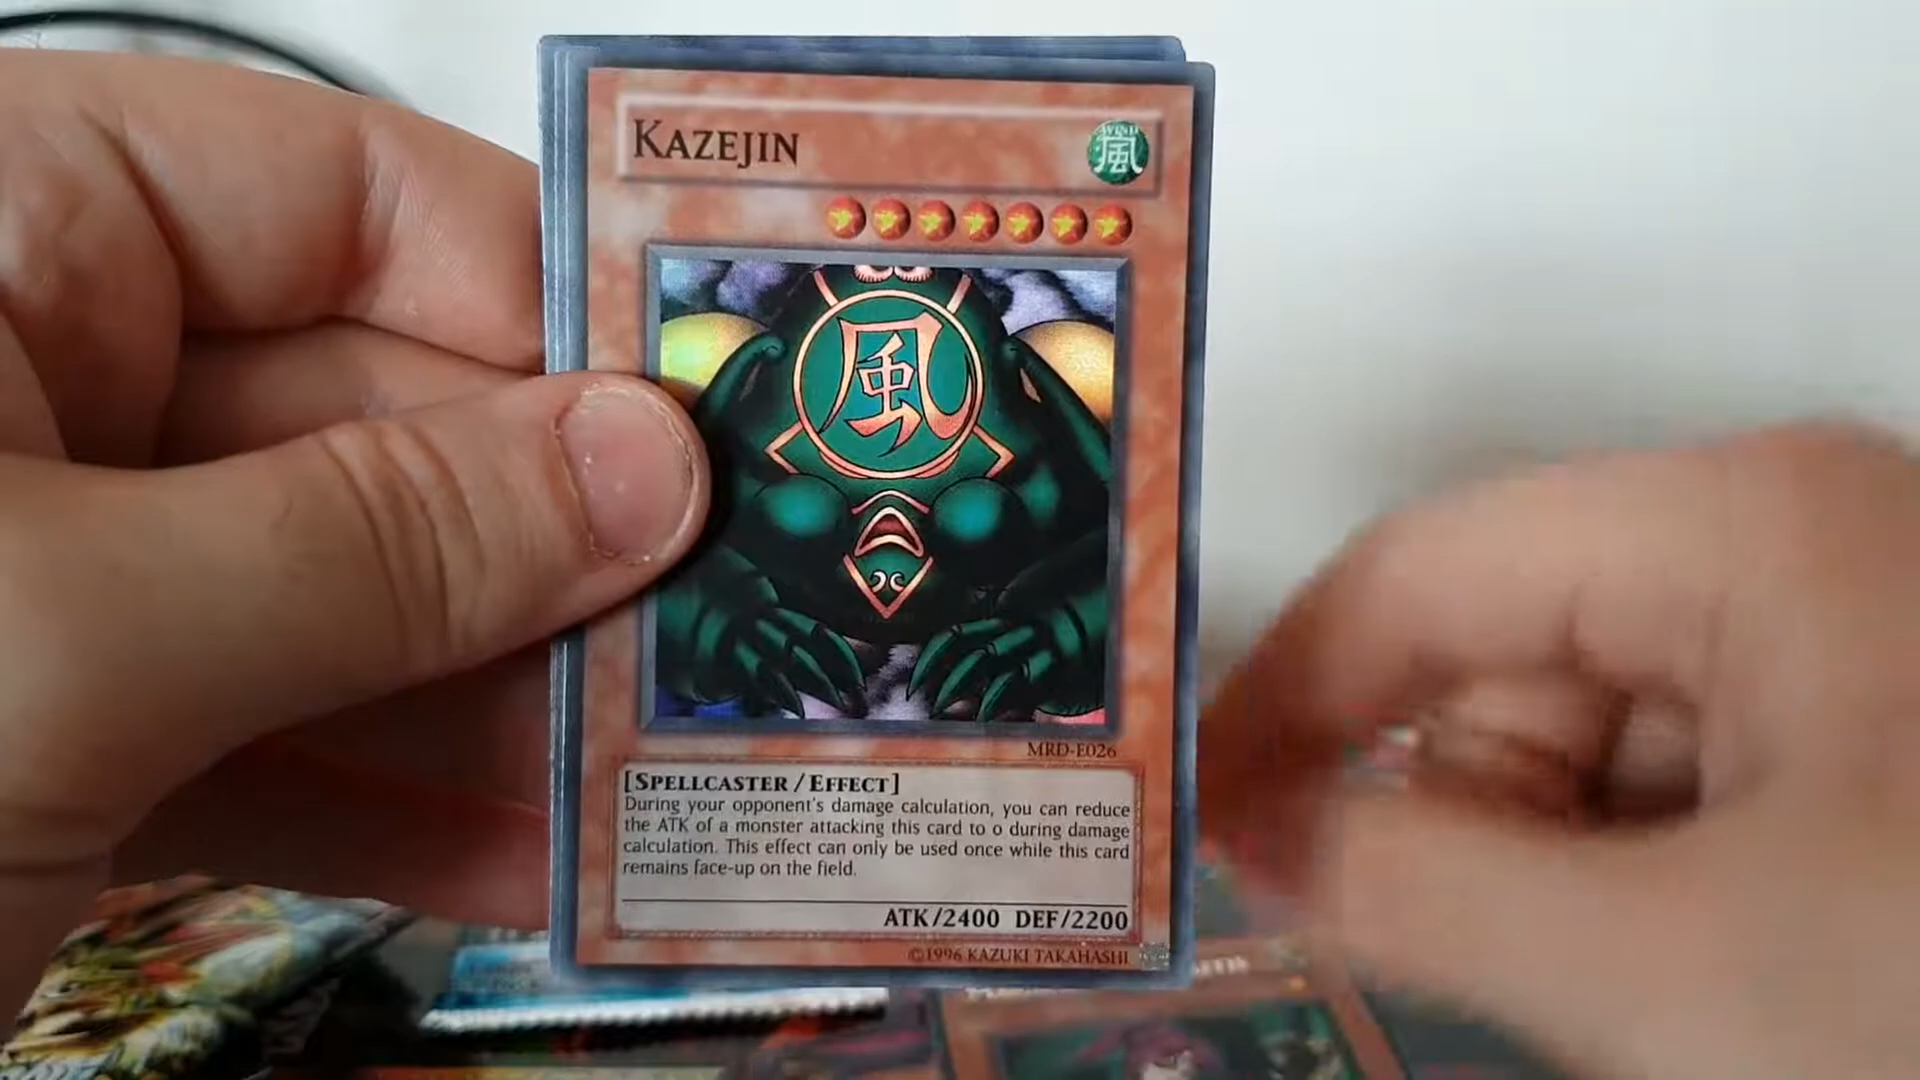 KAZEJIN
WIND
風
風
MRD-E026
[SPELLCASTER / EFFECT]
During your opponent's damage calculation, you can reduce
the ATK of a monster attacking this card to 0 during damage
calculation. This effect can only be used once while this card
remains face-up on the field.
ATK/2400 DEF/2200
©1996 KAZUKI TAKAHASHI